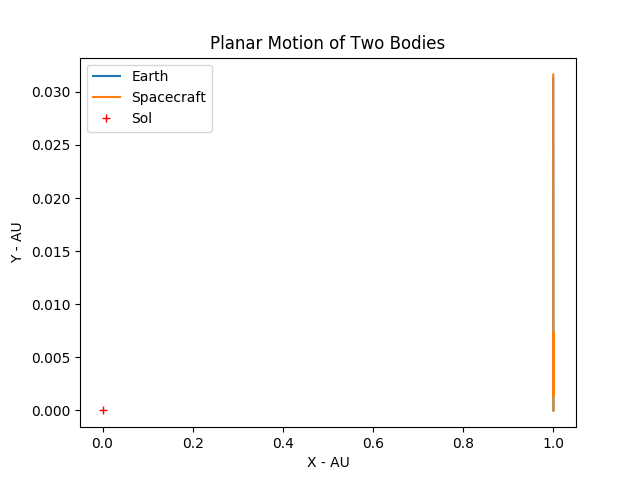 Planar Motion of Two Bodies
Earth
Spacecraft
Sol
0.030
0.025
0.020
0.015
0.010
0.005
0.000
Y - AU
0.0 0.2 0.4 0.6 0.8 1.0
X - AU